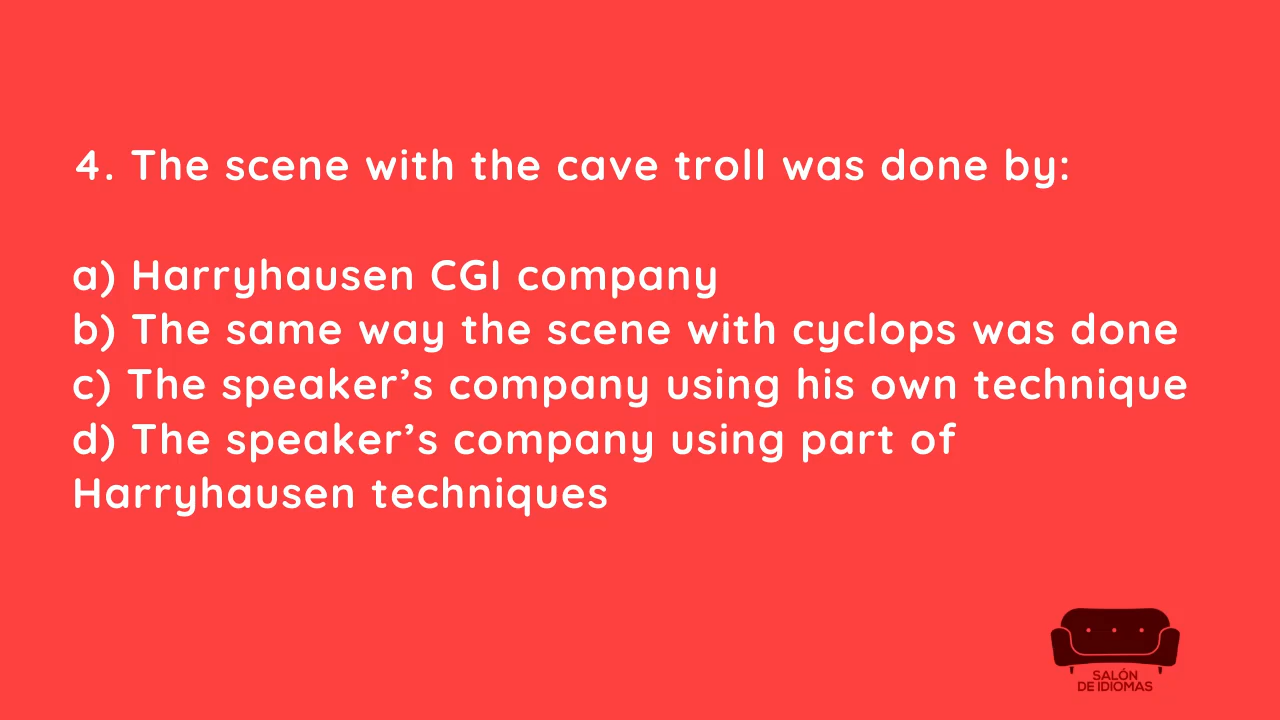 4. The scene with the cave troll was done by:
a) Harryhausen CGI company
b) The same way the scene with cyclops was done
c) The speaker’s company using his own technique
d) The speaker’s company using part of
Harryhausen techniques
SALÓN
DE IDIOMAS